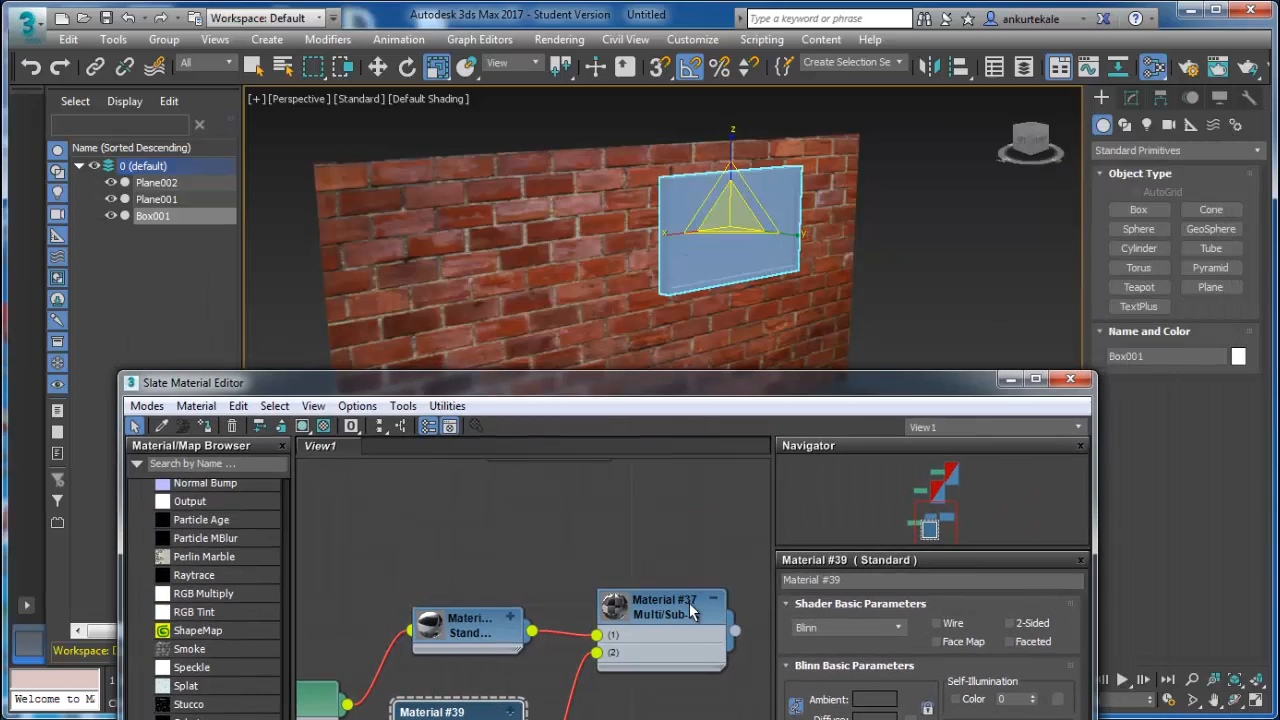 Workspace: Default
Autodesk 3ds Max 2017 - Student Version Untitled
Type a keyword or phrase
ankurtekale
Edit Tools Group Views Create Modifiers Animation Graph Editors Rendering Civil View Customize Scripting Content Help
All
View
Create Selection Se
Select Display Edit
[+] [Perspective] [Standard] [Default Shading]
Name (Sorted Descending)
0 (default)
Plane002
Plane001
Box001
z
x
y
Standard Primitives
Object Type
AutoGrid
Box Cone
Sphere GeoSphere
Cylinder Tube
Torus Pyramid
Teapot Plane
TextPlus
Name and Color
Box001
Slate Material Editor
Modes Material Edit Select View Options Tools Utilities
View1
Material/Map Browser
View1
Navigator
Search by Name ...
Normal Bump
Output
Particle Age
Particle MBlur
Perlin Marble
Raytrace
RGB Multiply
RGB Tint
ShapeMap
Smoke
Speckle
Splat
Stucco
Materi...
Stand...
Material #37
Multi/Sub-
(1)
(2)
Material #39
Material #39 ( Standard )
Material #39
Shader Basic Parameters
Blinn
Wire
2-Sided
Face Map
Faceted
Blinn Basic Parameters
Self-Illumination
Ambient:
Color
0
Workspace:
Welcome to M